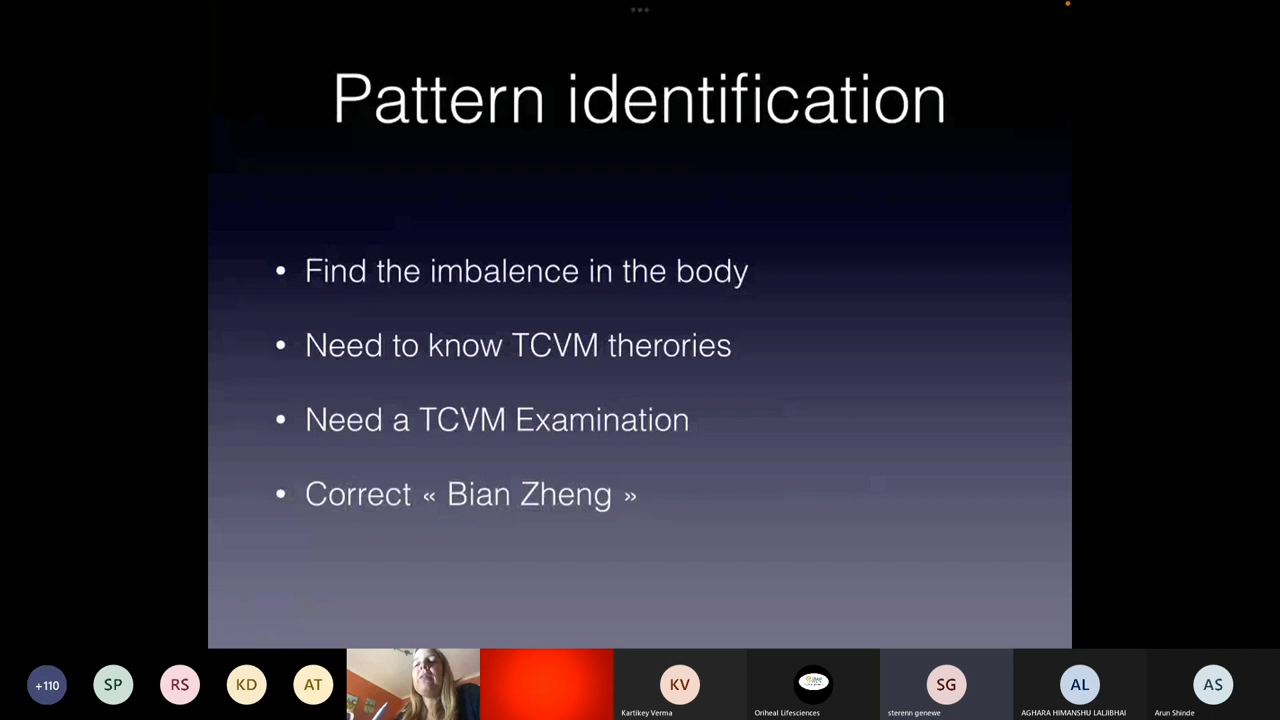 Pattern identification
• Find the imbalence in the body
• Need to know TCVM therories
• Need a TCVM Examination
• Correct « Bian Zheng »
+110
SP
RS
KD
AT
KV
SG
AL
AS
Kartikey Verma
Oriheal Lifesciences
sterenn genewe
AGHARA HIMANSHU LALJIBHAI
Arun Shinde